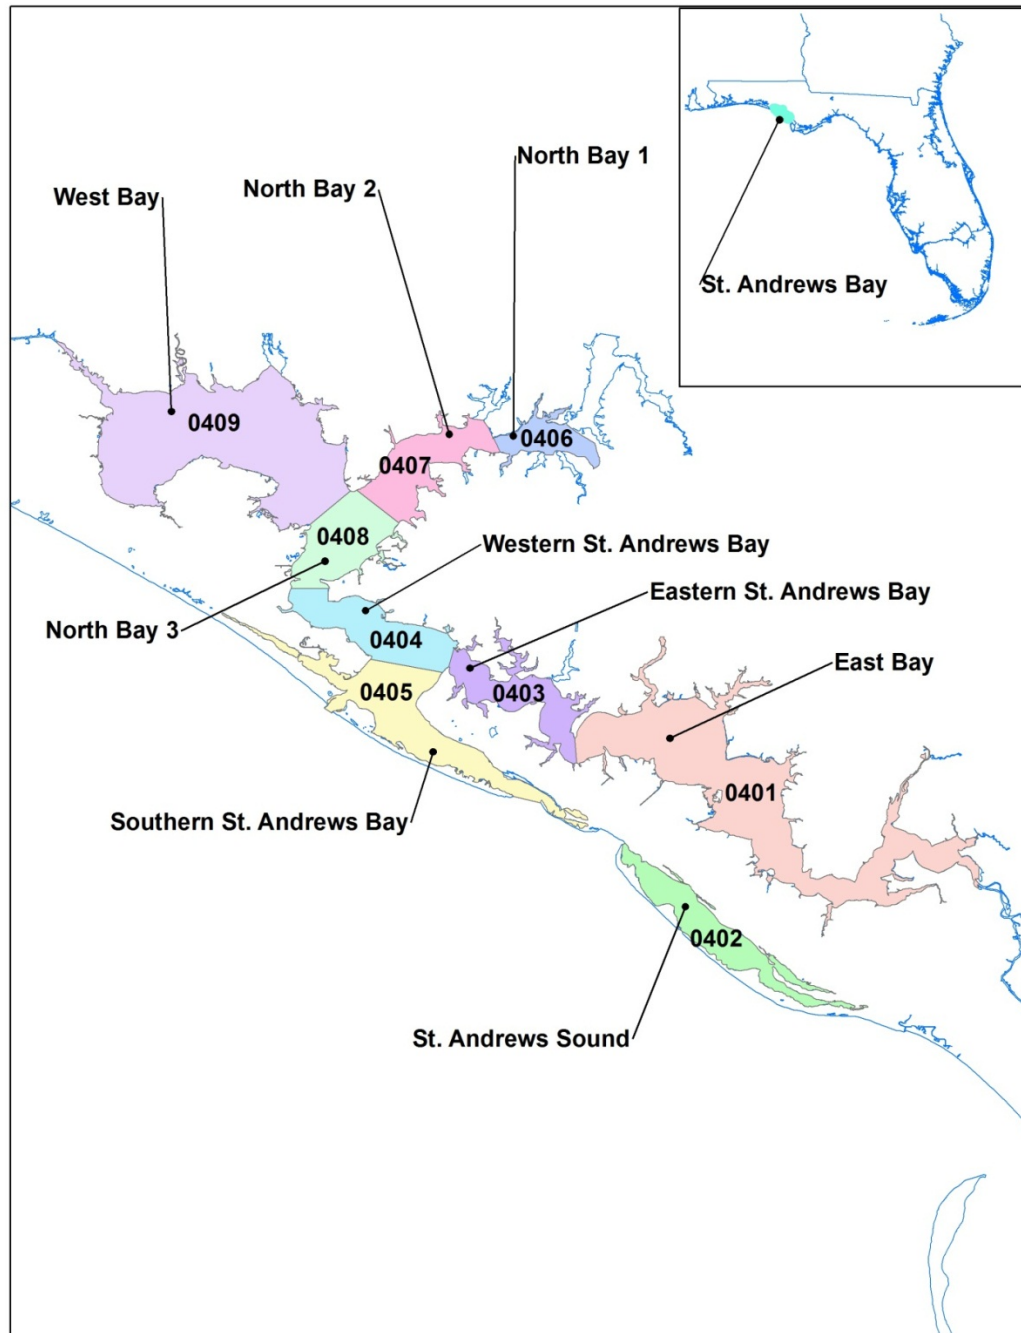 North Bay 1
North Bay 2
West Bay
St. Andrews Bay
0409
0406
0407
0408
Western St. Andrews Bay
Eastern St. Andrews Bay
North Bay 3
0404
East Bay
0405
0403
0401
Southern St. Andrews Bay
0402
St. Andrews Sound